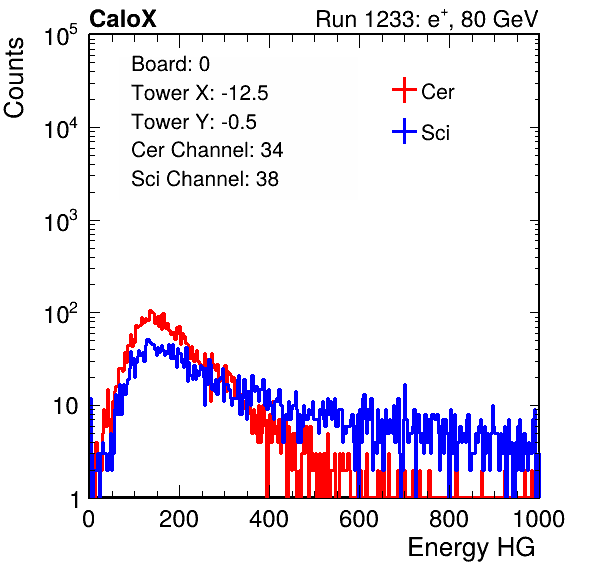 CaloX Run 1233: e⁺, 80 GeV
Counts
Board: 0
Tower X: -12.5
Tower Y: -0.5
Cer Channel: 34
Sci Channel: 38
Cer
Sci
10⁵
10⁴
10³
10²
10
1
0 200 400 600 800 1000
Energy HG